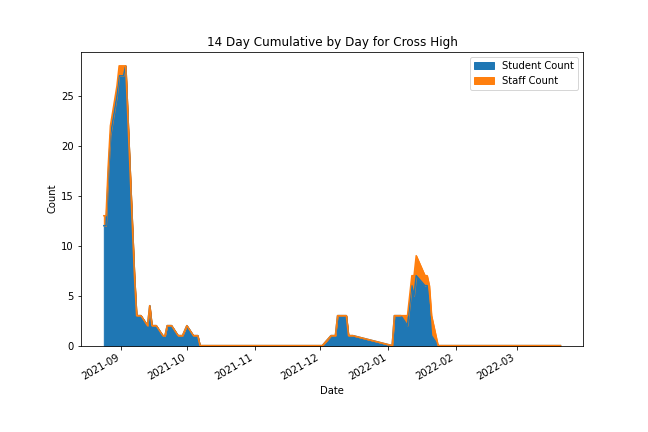 14 Day Cumulative by Day for Cross High
Student Count
Staff Count
25
20
15
10
5
0
Count
2021-09
2021-10
2021-11
2021-12
2022-01
2022-02
2022-03
Date